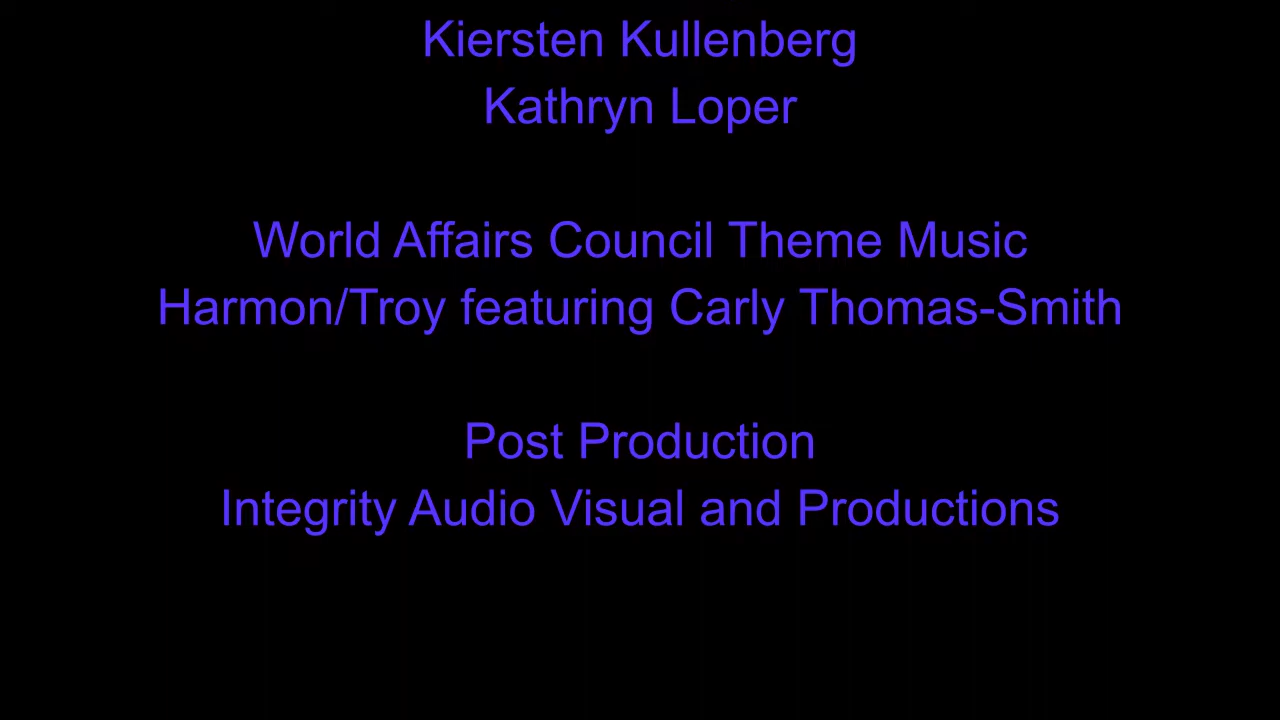 Kiersten Kullenberg
Kathryn Loper
World Affairs Council Theme Music
Harmon/Troy featuring Carly Thomas-Smith
Post Production
Integrity Audio Visual and Productions